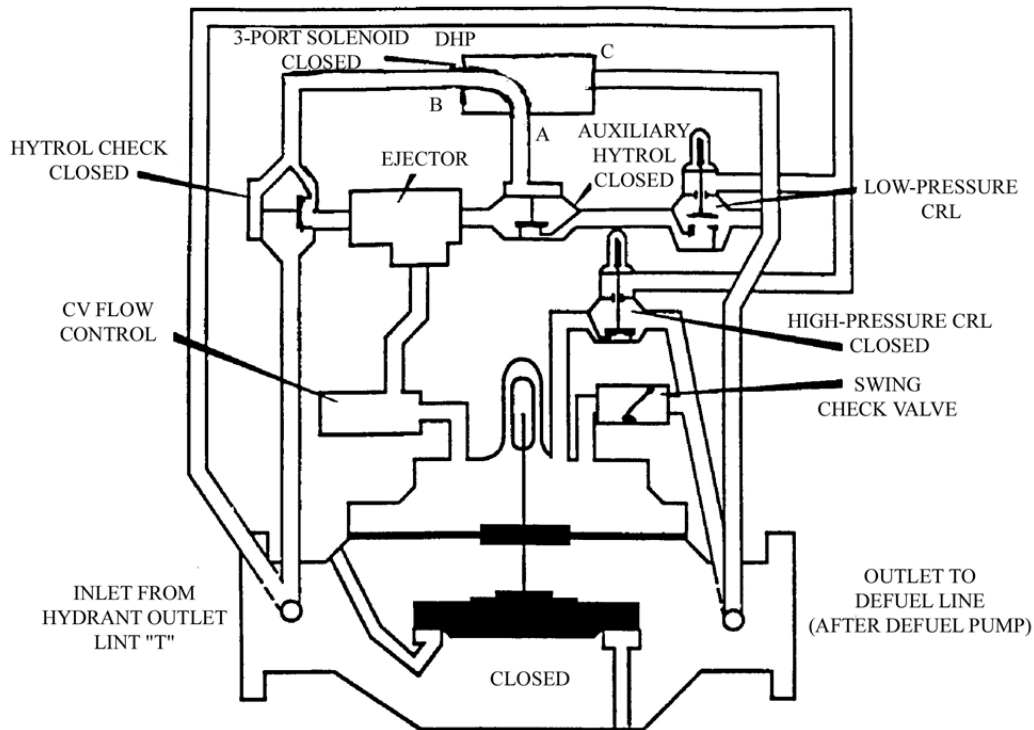 3-PORT SOLENOID
CLOSED
DHP
C
B
A
HYTROL CHECK
CLOSED
EJECTOR
AUXILIARY
HYTROL
CLOSED
LOW-PRESSURE
CRL
CV FLOW
CONTROL
HIGH-PRESSURE CRL
CLOSED
SWING
CHECK VALVE
INLET FROM
HYDRANT OUTLET
LINT "T"
OUTLET TO
DEFUEL LINE
(AFTER DEFUEL PUMP)
CLOSED